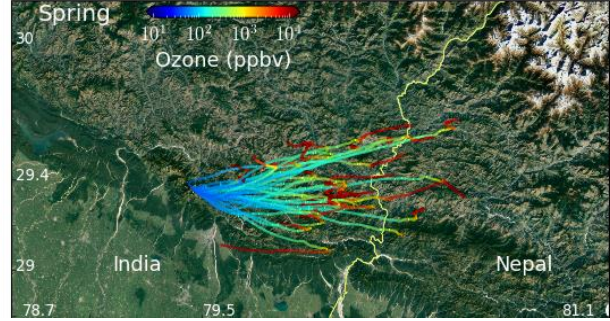 Spring
10¹ 10² 10³ 10⁴
Ozone (ppbv)
30
29.4
29
India
Nepal
78.7 79.5 81.1